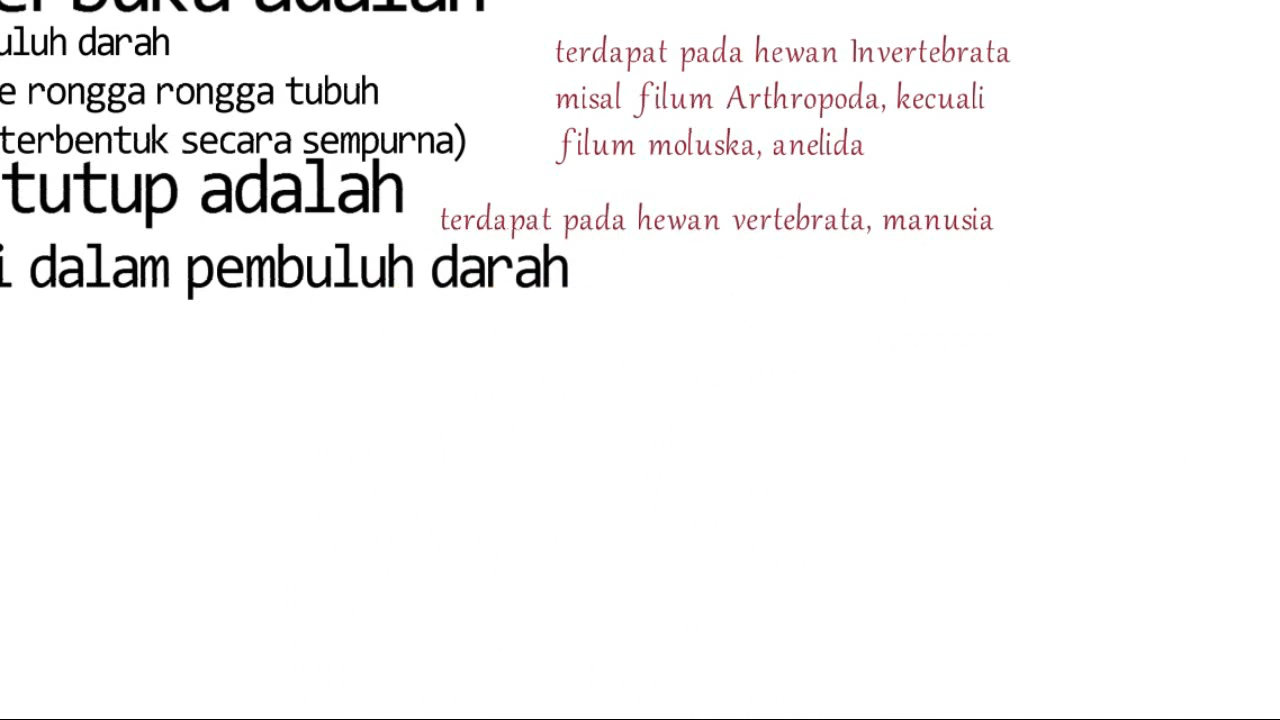 adalah
uluh darah
terdapat pada hewan Invertebrata
e rongga rongga tubuh
misal filum Arthropoda, kecuali
terbentuk secara sempurna)
filum moluska, anelida
tutup adalah
terdapat pada hewan vertebrata, manusia
i dalam pembuluh darah